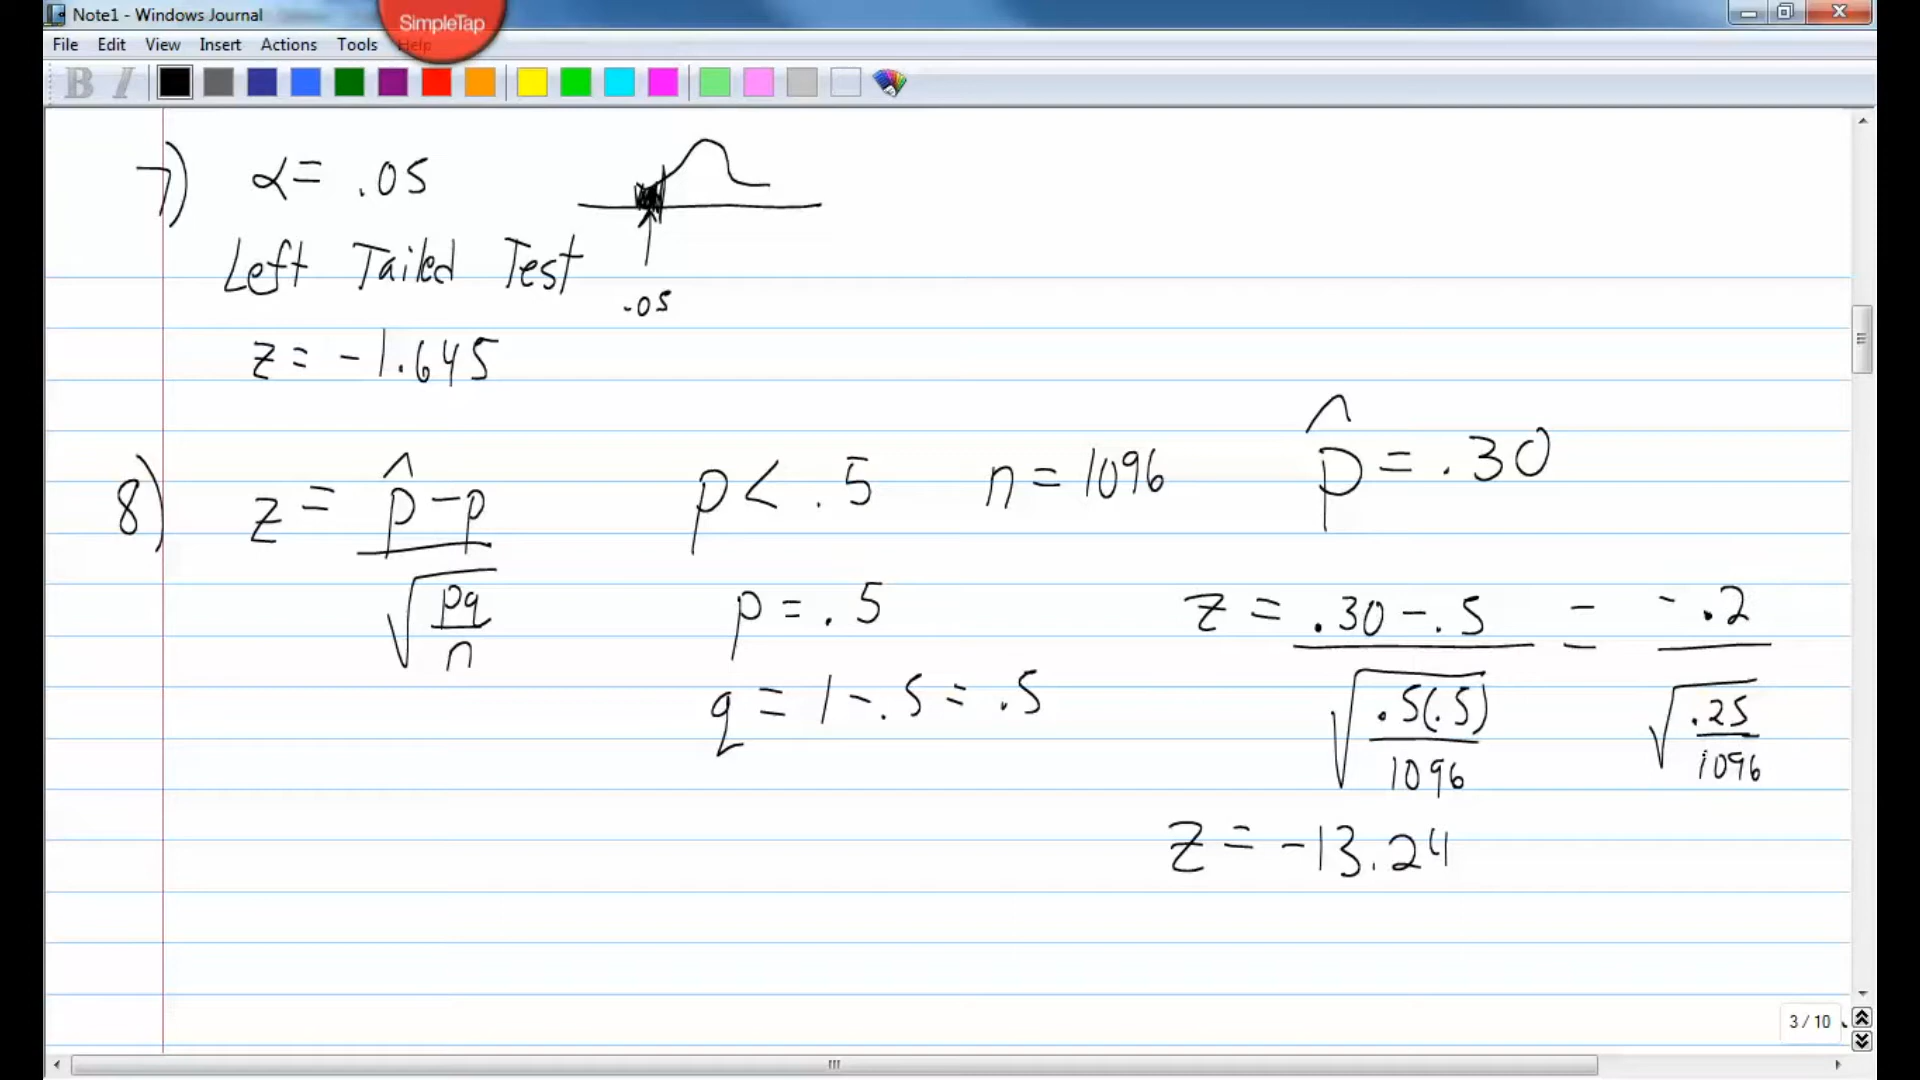 Note1 - Windows Journal
SimpleTap
File Edit View Insert Actions Tools Help
B I
7) α = .05
Left Tailed Test
.05
z = -1.645
8) z = p̂ - p / √(pq/n)
p < .5 n = 1096 p̂ = .30
p = .5
q = 1 - .5 = .5
z = .30 - .5 / √(.5(.5)/1096) = -.2 / √(.25/1096)
z = -13.24
3 / 10